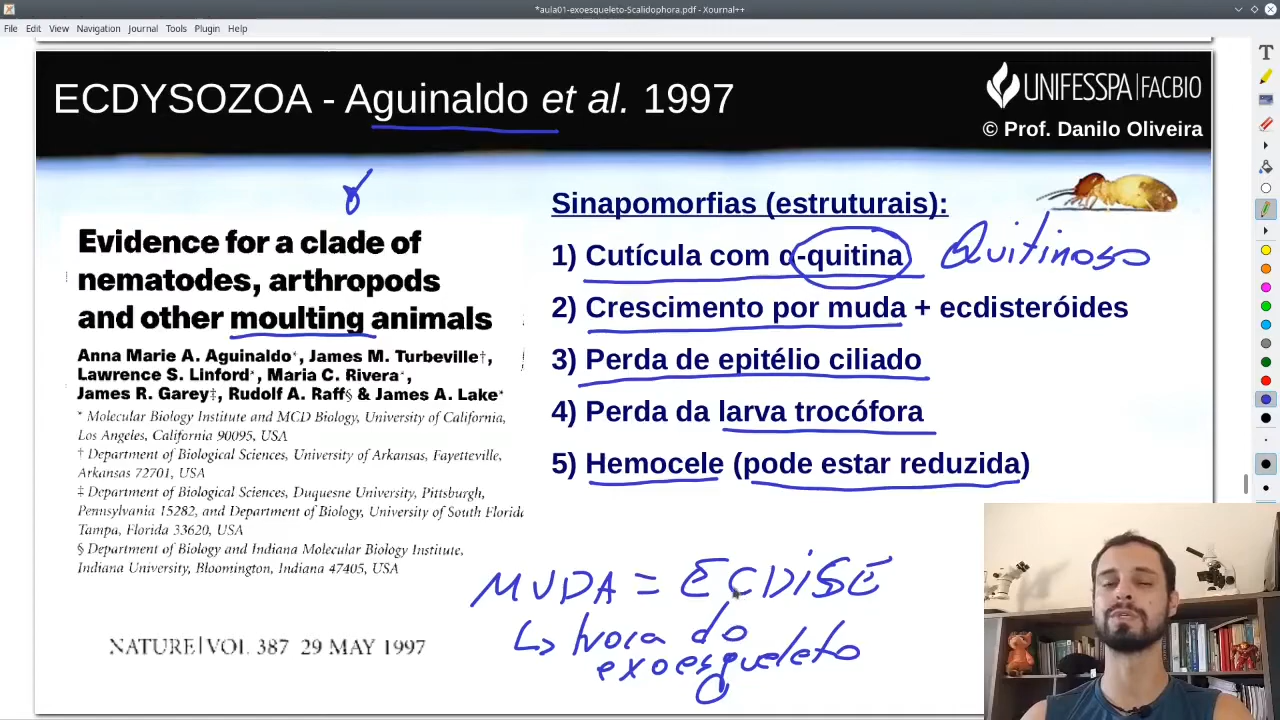 *aula01-exoesqueleto-Scalidophora.pdf - Xournal++
File Edit View Navigation Journal Tools Plugin Help
ECDYSOZOA - Aguinaldo et al. 1997
UNIFESSPA|FACBIO
© Prof. Danilo Oliveira
Evidence for a clade of
nematodes, arthropods
and other moulting animals
Anna Marie A. Aguinaldo*, James M. Turbeville†,
Lawrence S. Linford*, Maria C. Rivera*,
James R. Garey‡, Rudolf A. Raff§ & James A. Lake*
* Molecular Biology Institute and MCD Biology, University of California,
Los Angeles, California 90095, USA
† Department of Biological Sciences, University of Arkansas, Fayetteville,
Arkansas 72701, USA
‡ Department of Biological Sciences, Duquesne University, Pittsburgh,
Pennsylvania 15282, and Department of Biology, University of South Florid
Tampa, Florida 33620, USA
§ Department of Biology and Indiana Molecular Biology Institute,
Indiana University, Bloomington, Indiana 47405, USA
NATURE | VOL 387 29 MAY 1997
Sinapomorfias (estruturais):
1) Cutícula com α-quitina Quitinoso
2) Crescimento por muda + ecdisteróides
3) Perda de epitélio ciliado
4) Perda da larva trocófora
5) Hemocele (pode estar reduzida)
MUDA = ECDISE
↳ troca do
exoesqueleto
T